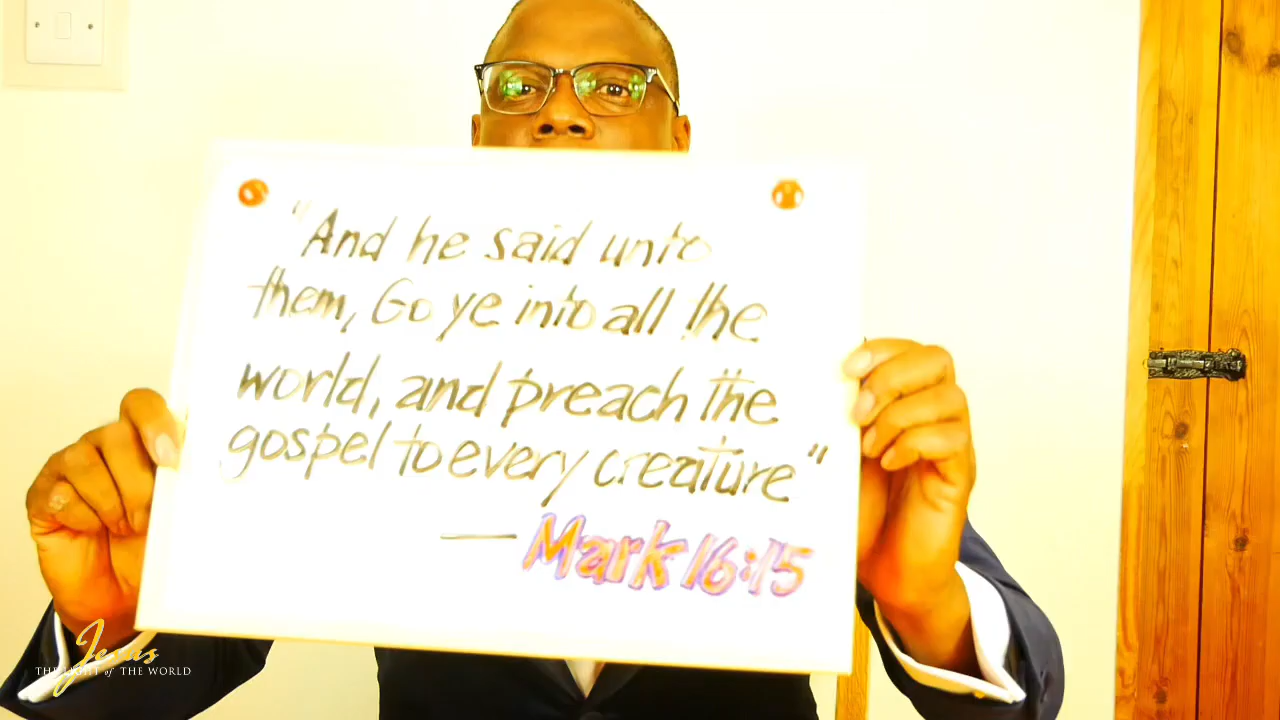 "And he said unto
them, Go ye into all the
world, and preach the
gospel to every creature"
— Mark 16:15
Jesus
THE LIGHT of THE WORLD